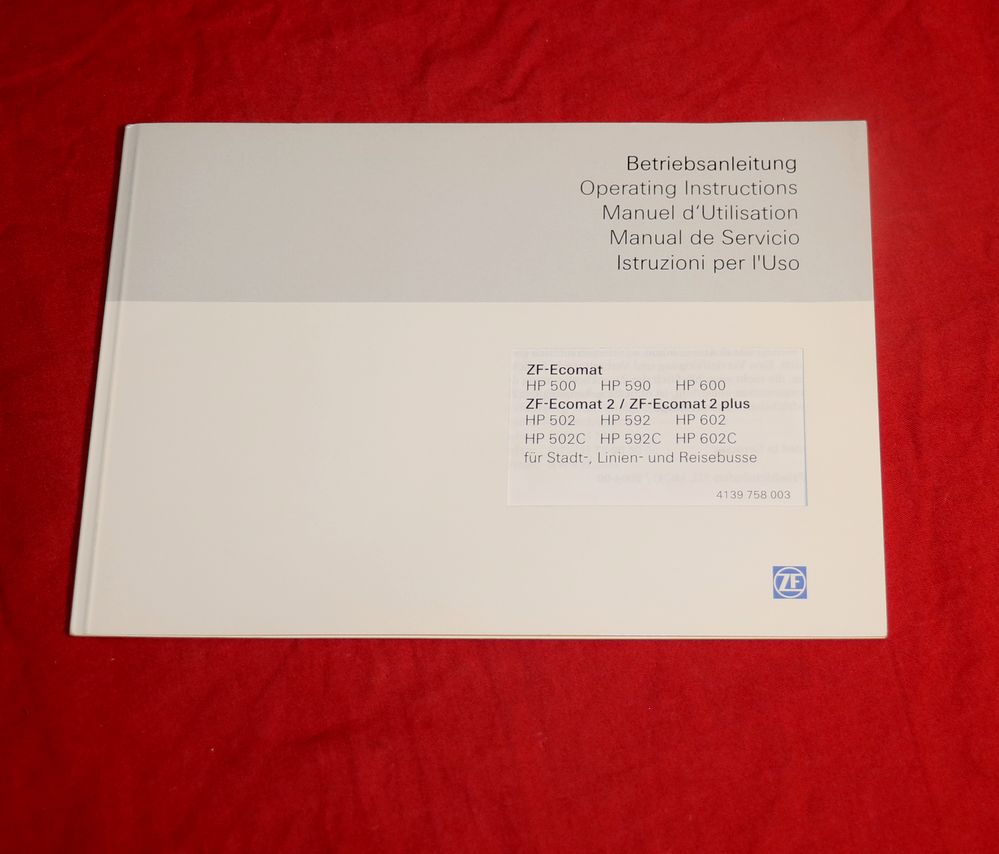 Betriebsanleitung
Operating Instructions
Manuel d'Utilisation
Manual de Servicio
Istruzioni per l'Uso
ZF-Ecomat
HP 500 HP 590 HP 600
ZF-Ecomat 2 / ZF-Ecomat 2 plus
HP 502 HP 592 HP 602
HP 502C HP 592C HP 602C
für Stadt-, Linien- und Reisebusse
4139 758 003
ZF